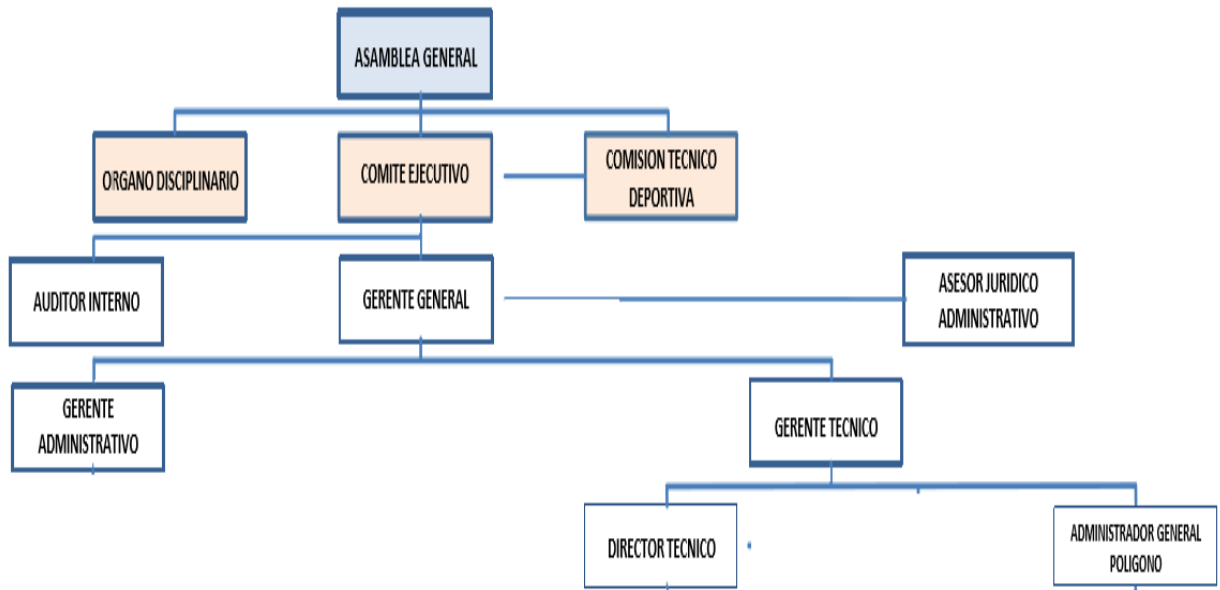 ASAMBLEA GENERAL
ORGANO DISCIPLINARIO
COMITE EJECUTIVO
COMISION TECNICO
DEPORTIVA
AUDITOR INTERNO
GERENTE GENERAL
ASESOR JURIDICO
ADMINISTRATIVO
GERENTE
ADMINISTRATIVO
GERENTE TECNICO
DIRECTOR TECNICO
ADMINISTRADOR GENERAL
POLIGONO